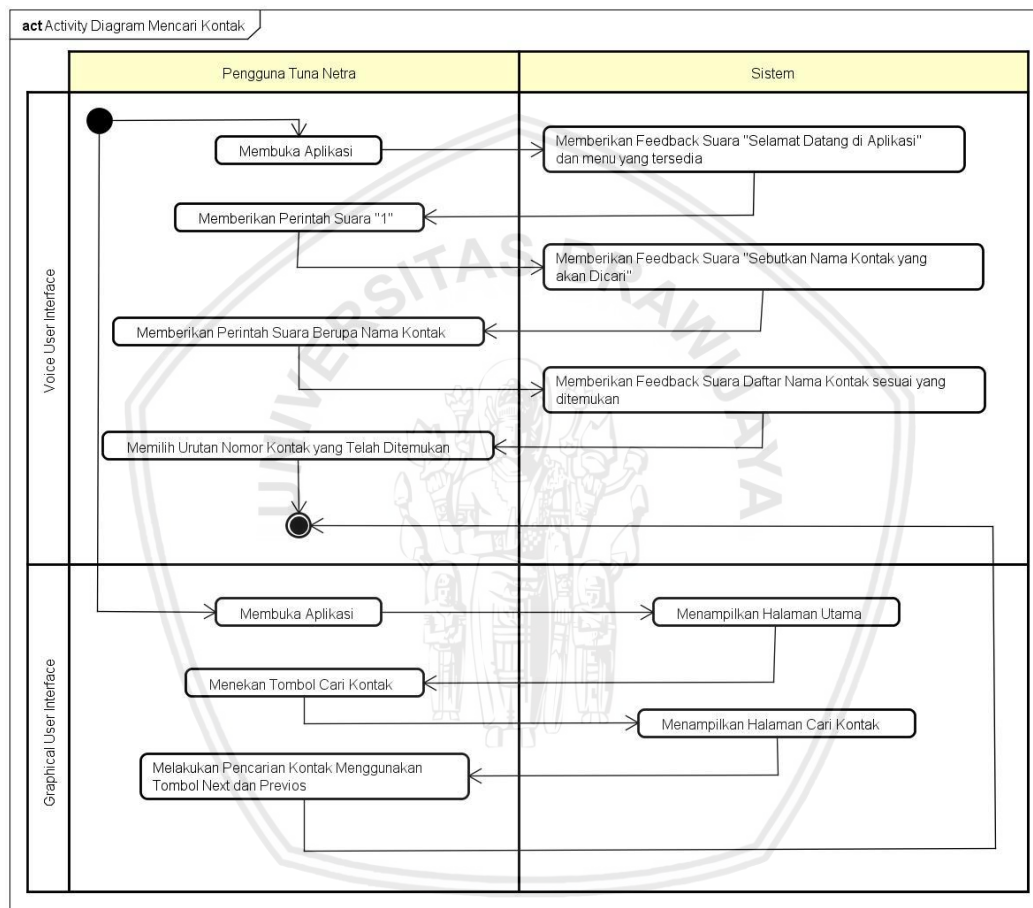 act Activity Diagram Mencari Kontak
Pengguna Tuna Netra
Sistem
Voice User Interface
Membuka Aplikasi
Memberikan Feedback Suara "Selamat Datang di Aplikasi"
dan menu yang tersedia
Memberikan Perintah Suara "1"
Memberikan Feedback Suara "Sebutkan Nama Kontak yang
akan Dicari"
Memberikan Perintah Suara Berupa Nama Kontak
Memberikan Feedback Suara Daftar Nama Kontak sesuai yang
ditemukan
Memilih Urutan Nomor Kontak yang Telah Ditemukan
Graphical User Interface
Membuka Aplikasi
Menampilkan Halaman Utama
Menekan Tombol Cari Kontak
Menampilkan Halaman Cari Kontak
Melakukan Pencarian Kontak Menggunakan
Tombol Next dan Previos
UNIVERSITAS BRAWIJAYA